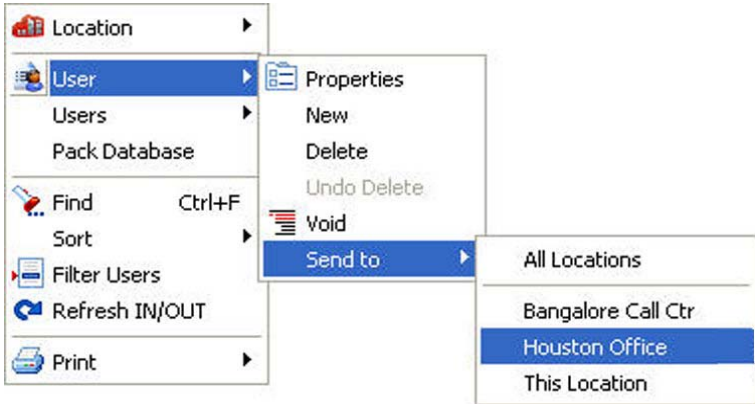 Location
User
Users
Pack Database
Find Ctrl+F
Sort
Filter Users
Refresh IN/OUT
Print
Properties
New
Delete
Undo Delete
Void
Send to
All Locations
Bangalore Call Ctr
Houston Office
This Location